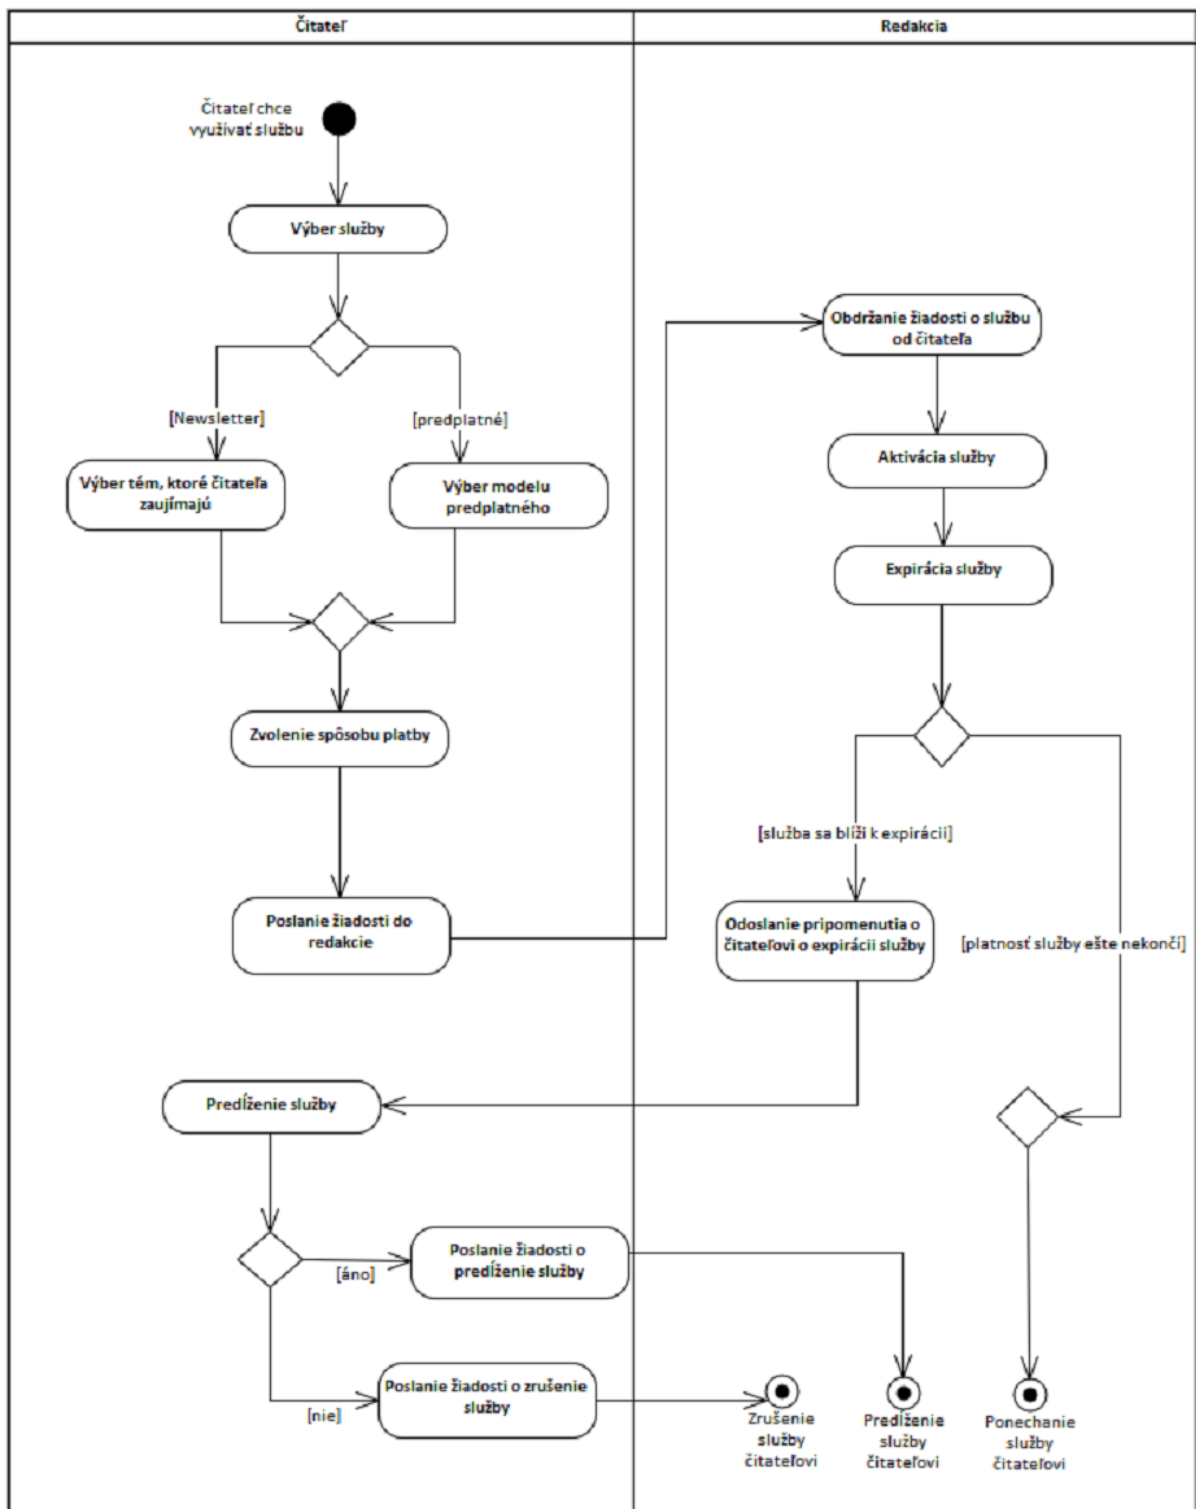 Čitateľ
Redakcia
Čitateľ chce
využívať službu
Výber služby
[Newsletter]
[predplatné]
Výber tém, ktoré čitateľa
zaujímajú
Výber modelu
predplatného
Zvolenie spôsobu platby
Poslanie žiadosti do
redakcie
Obdržanie žiadosti o službu
od čitateľa
Aktivácia služby
Expirácia služby
[služba sa blíži k expirácii]
[platnosť služby ešte nekončí]
Odoslanie pripomenutia o
čitateľovi o expirácii služby
Predĺženie služby
[áno]
Poslanie žiadosti o
predĺženie služby
[nie]
Poslanie žiadosti o zrušenie
služby
Zrušenie
služby
čitateľovi
Predĺženie
služby
čitateľovi
Ponechanie
služby
čitateľovi